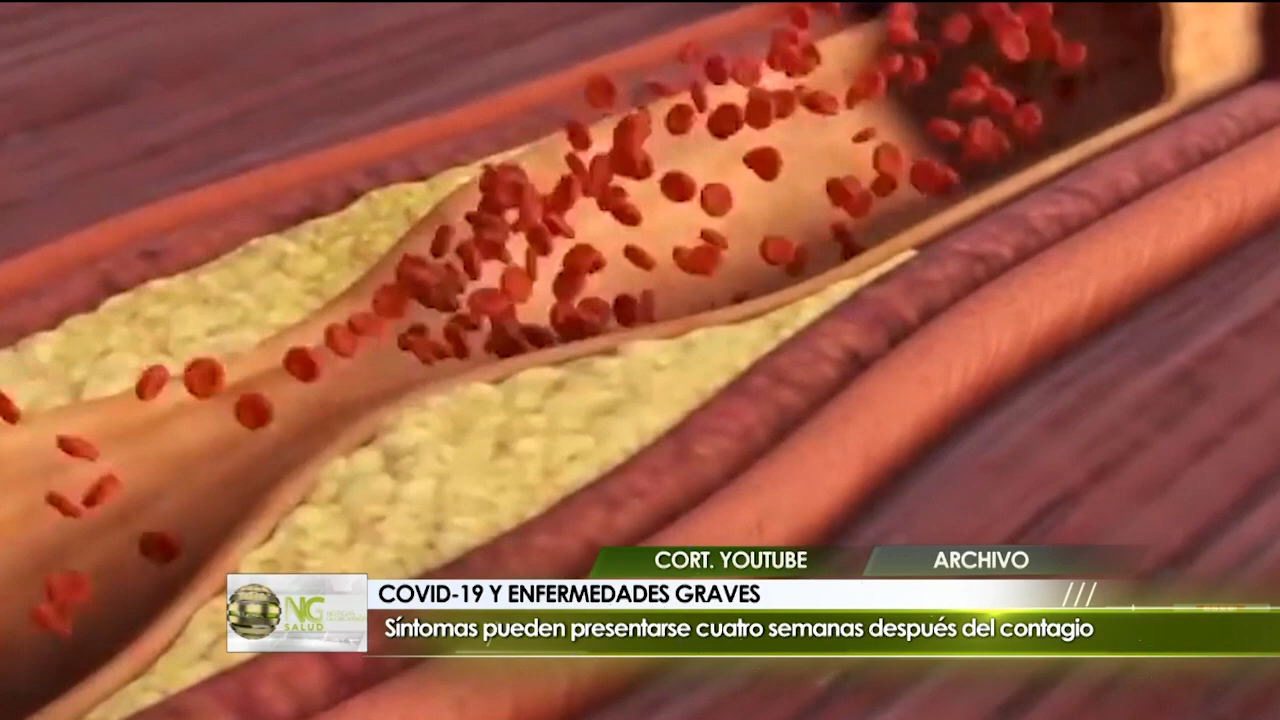 CORT. YOUTUBE
ARCHIVO
COVID-19 Y ENFERMEDADES GRAVES
NG
SALUD
Síntomas pueden presentarse cuatro semanas después del contagio